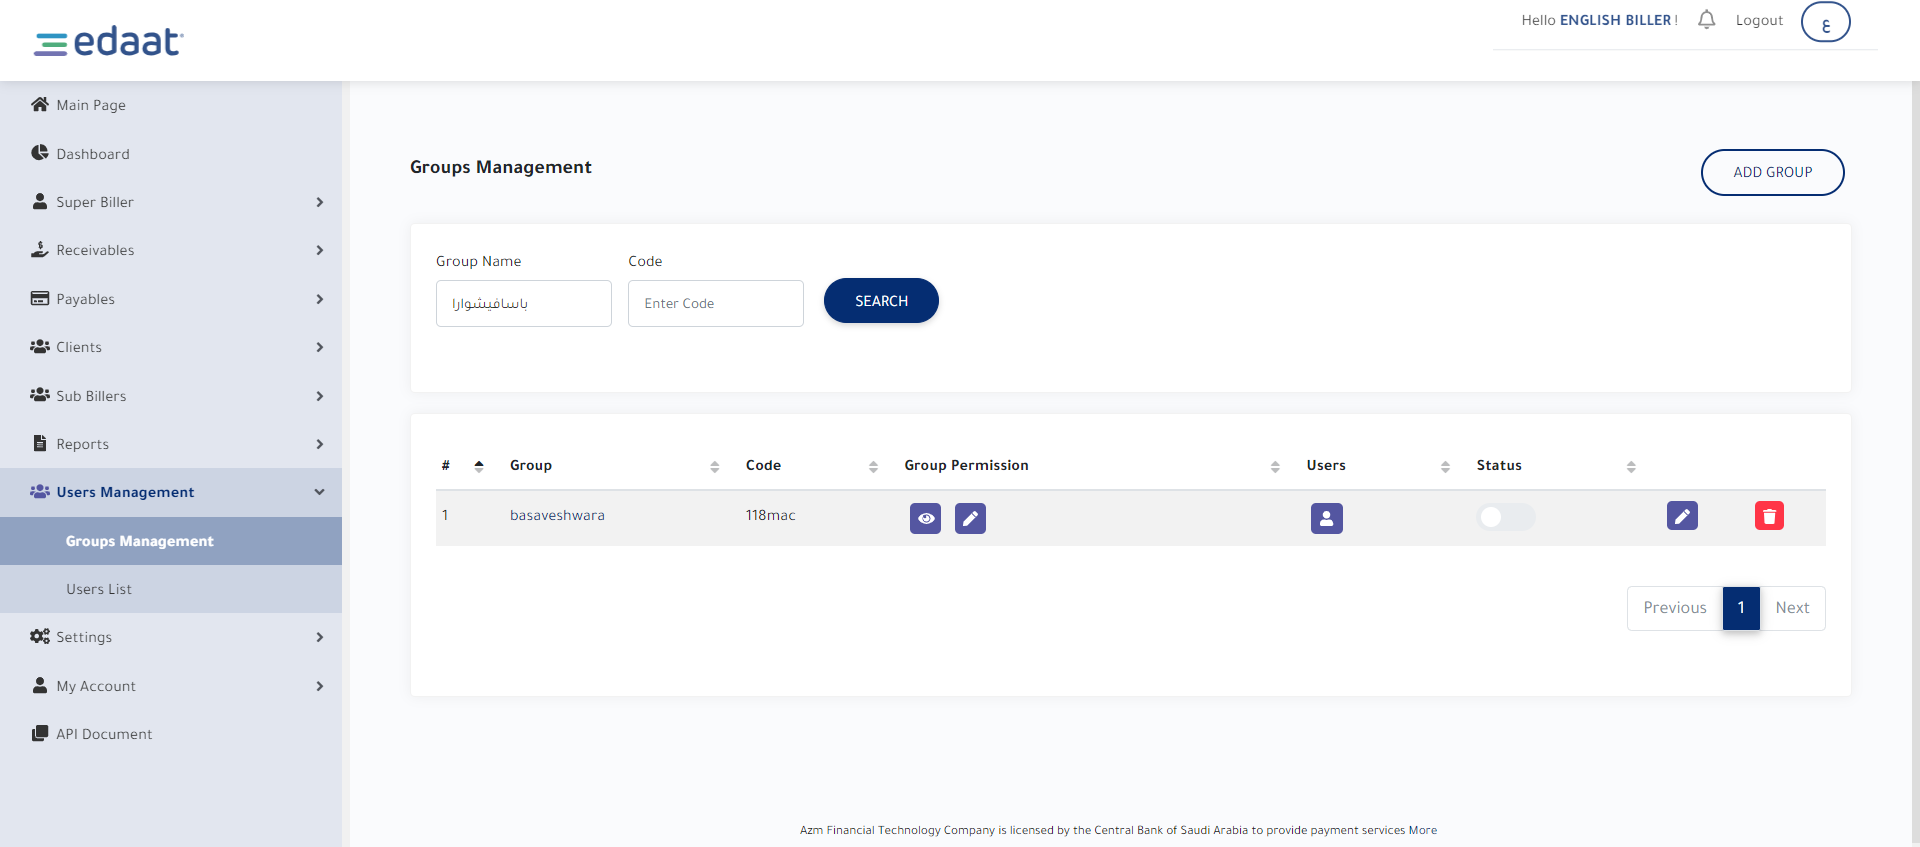 edaat
Hello ENGLISH BILLER !
Logout
ع
Main Page
Dashboard
Super Biller
Receivables
Payables
Clients
Sub Billers
Reports
Users Management
Groups Management
Users List
Settings
My Account
API Document
Groups Management
ADD GROUP
Group Name
Code
باسافيشوارا
Enter Code
SEARCH
# Group Code Group Permission Users Status
1 basaveshwara 118mac
Previous 1 Next
Azm Financial Technology Company is licensed by the Central Bank of Saudi Arabia to provide payment services More